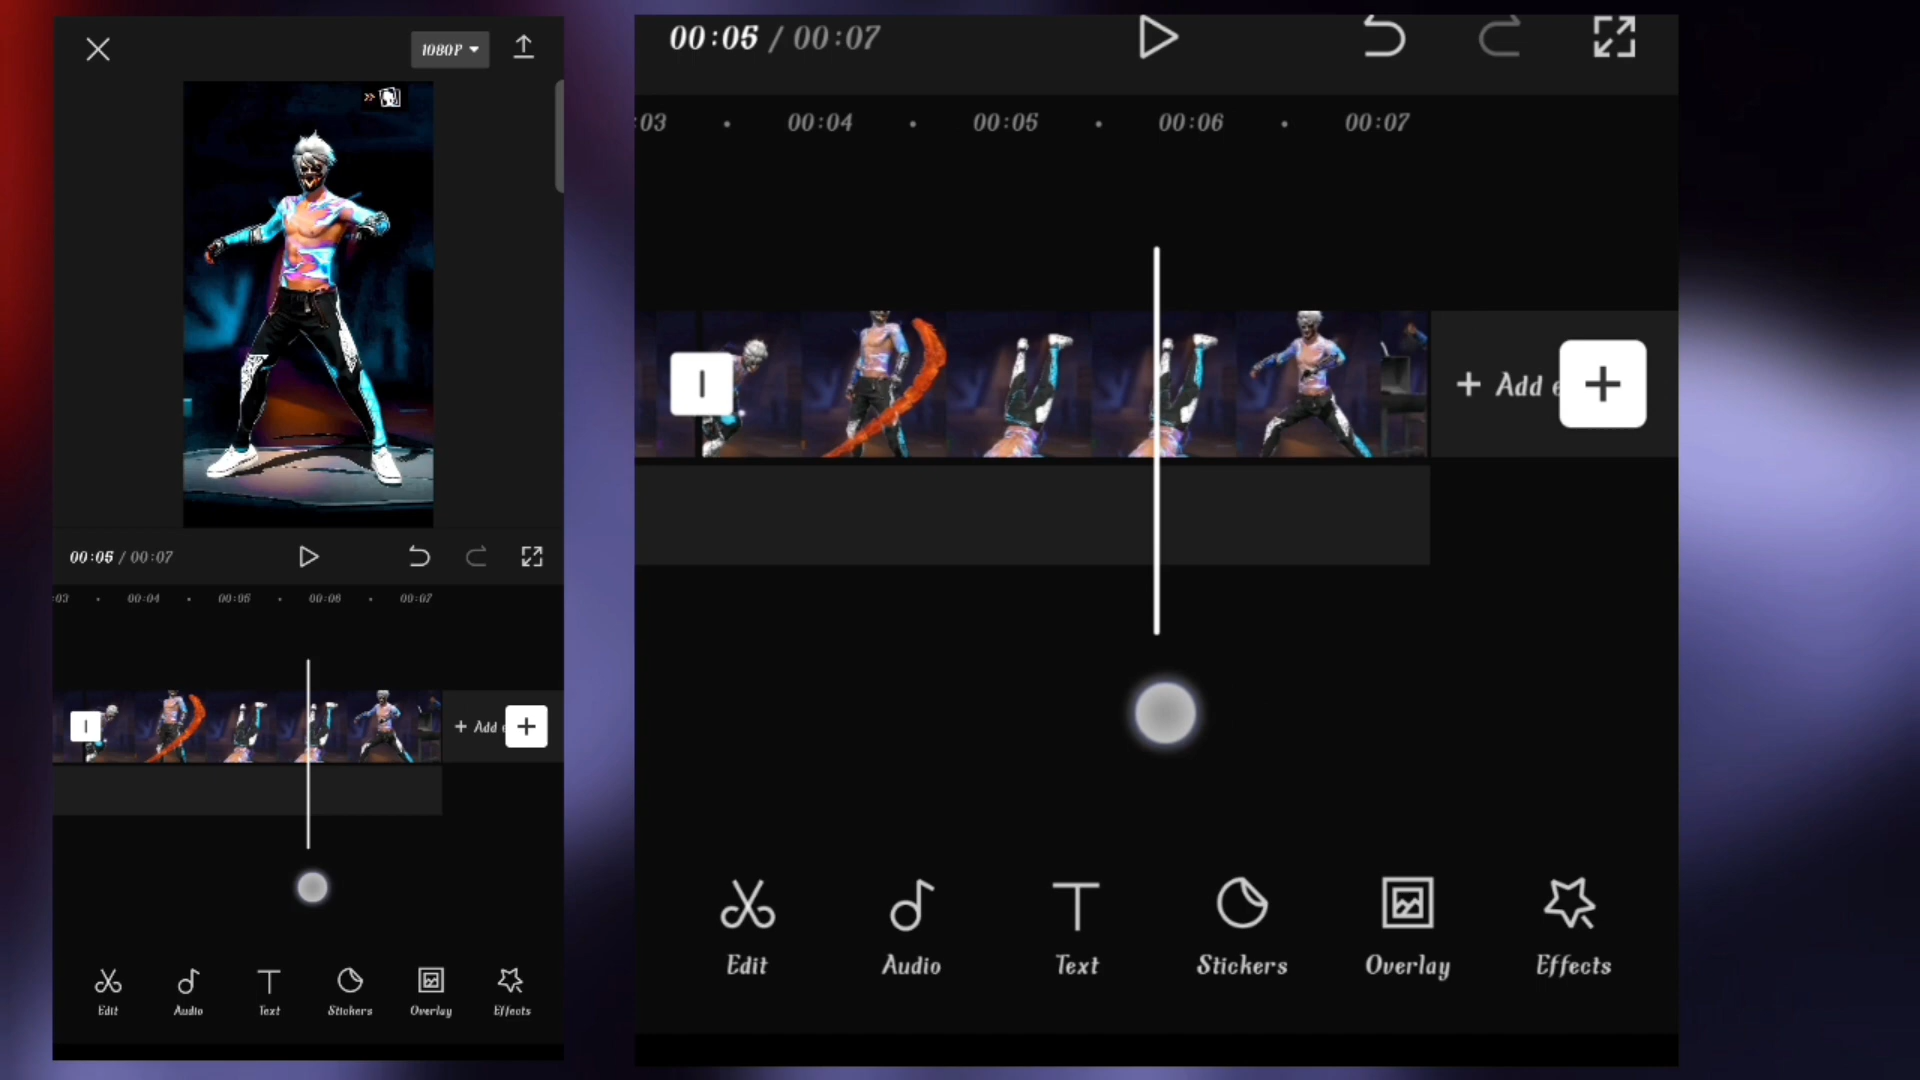 1080P
00:05 / 00:07
:03 00:04 00:05 00:06 00:07
+ Add
Edit Audio Text Stickers Overlay Effects
00:05 / 00:07
:03 00:04 00:05 00:06 00:07
+ Add
Edit Audio Text Stickers Overlay Effects